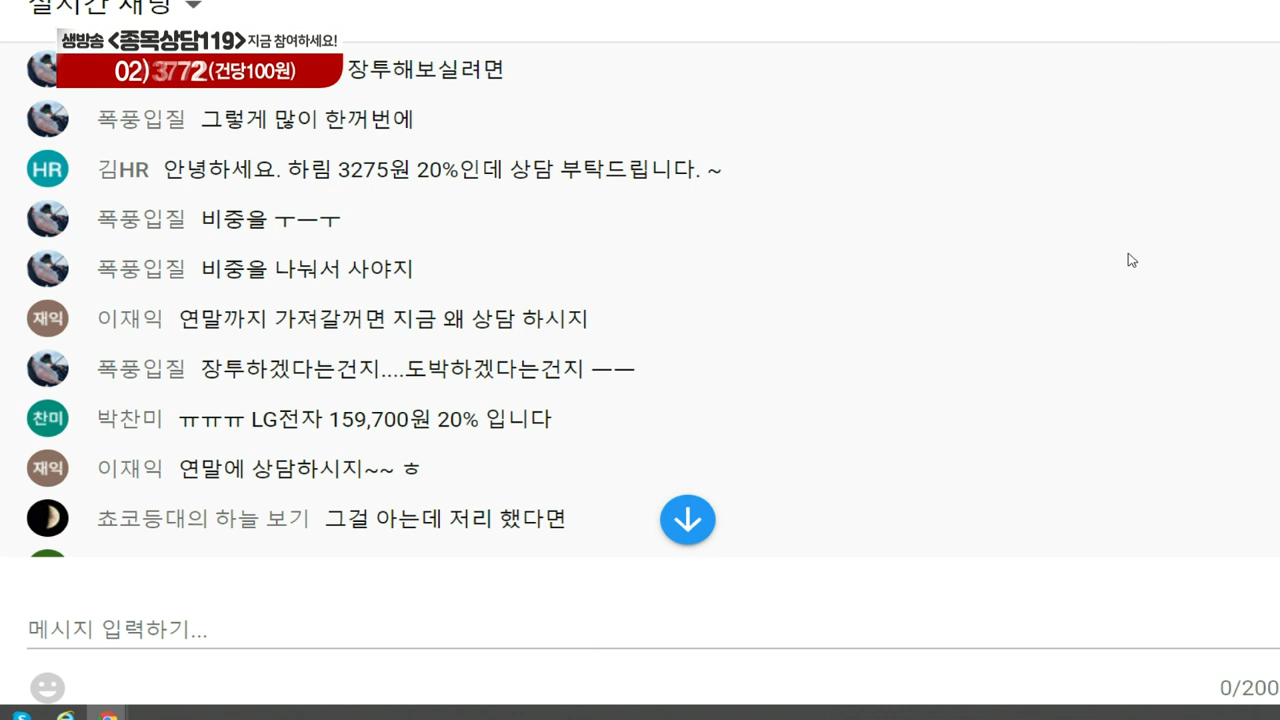 실시간 채팅
생방송 <종목상담119> 지금 참여하세요!
02) 3772 (건당100원)
장투해보실려면
폭풍입질 그렇게 많이 한꺼번에
HR 김HR 안녕하세요. 하림 3275원 20%인데 상담 부탁드립니다. ~
폭풍입질 비중을 ㅜㅡㅜ
폭풍입질 비중을 나눠서 사야지
재익 이재익 연말까지 가져갈꺼면 지금 왜 상담 하시지
폭풍입질 장투하겠다는건지....도박하겠다는건지 ㅡㅡ
찬미 박찬미 ㅠㅠㅠ LG전자 159,700원 20% 입니다
재익 이재익 연말에 상담하시지~~ ㅎ
쵸코등대의 하늘 보기 그걸 아는데 저리 했다면
메시지 입력하기...
0/200